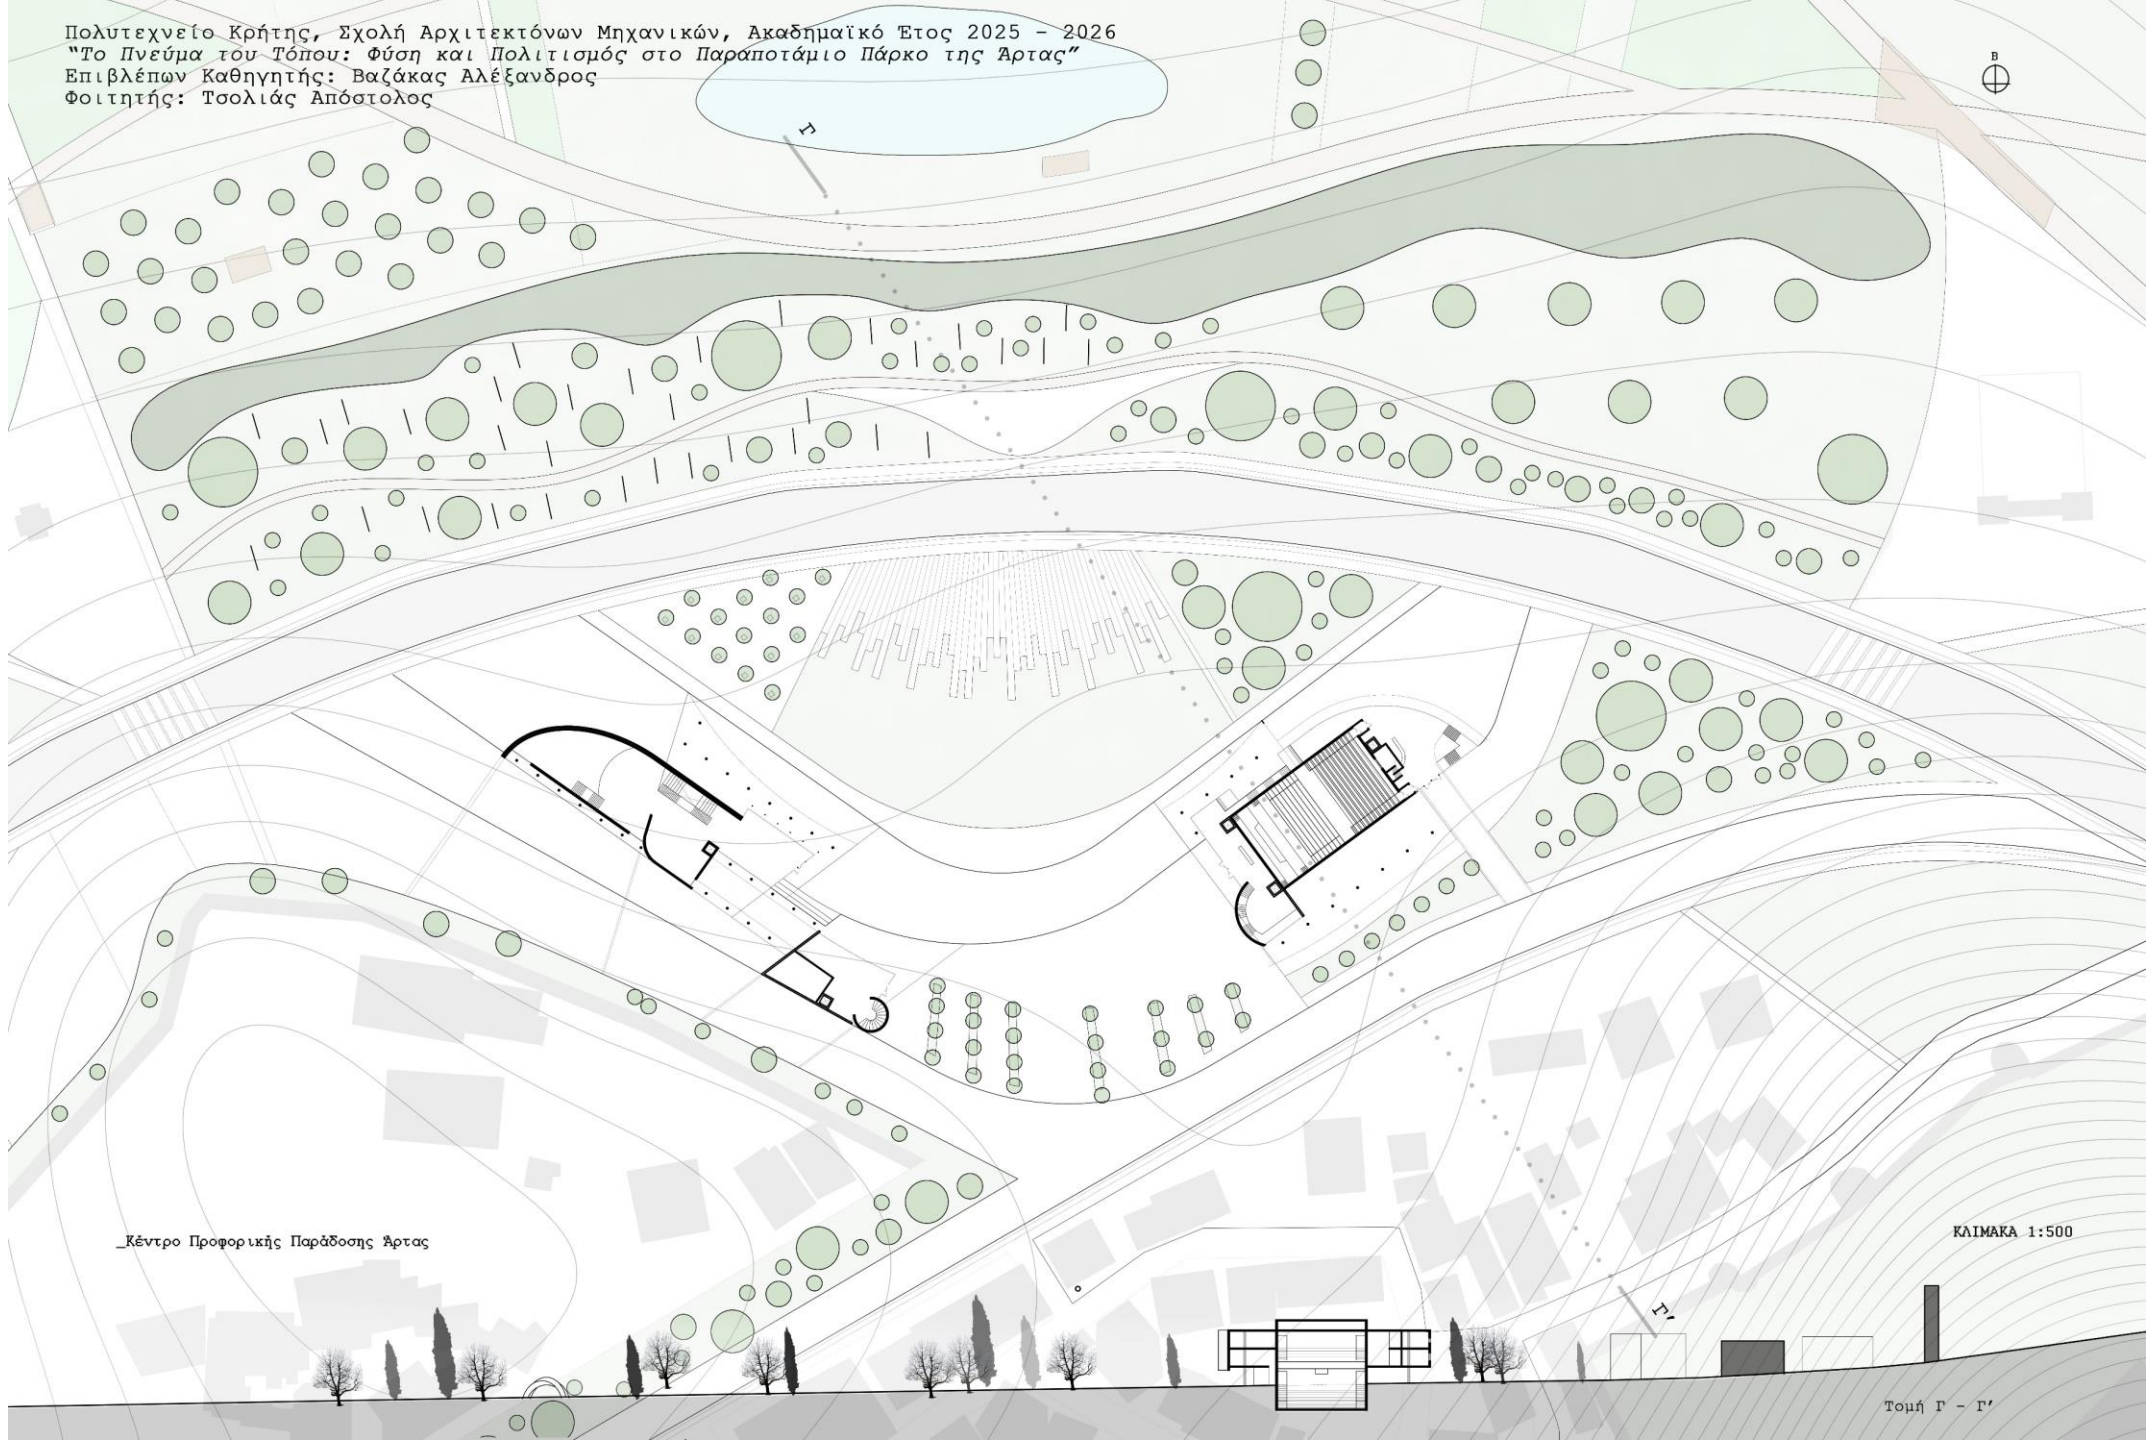 Πολυτεχνείο Κρήτης, Σχολή Αρχιτεκτόνων Μηχανικών, Ακαδημαϊκό Έτος 2025 - 2026
"Το Πνεύμα του Τόπου: Φύση και Πολιτισμός στο Παραποτάμιο Πάρκο της Άρτας"
Επιβλέπων Καθηγητής: Βαζάκας Αλέξανδρος
Φοιτητής: Τσολιάς Απόστολος
Β
Γ
_Κέντρο Προφορικής Παράδοσης Άρτας
ΚΛΙΜΑΚΑ 1:500
Γ'
Τομή Γ - Γ'